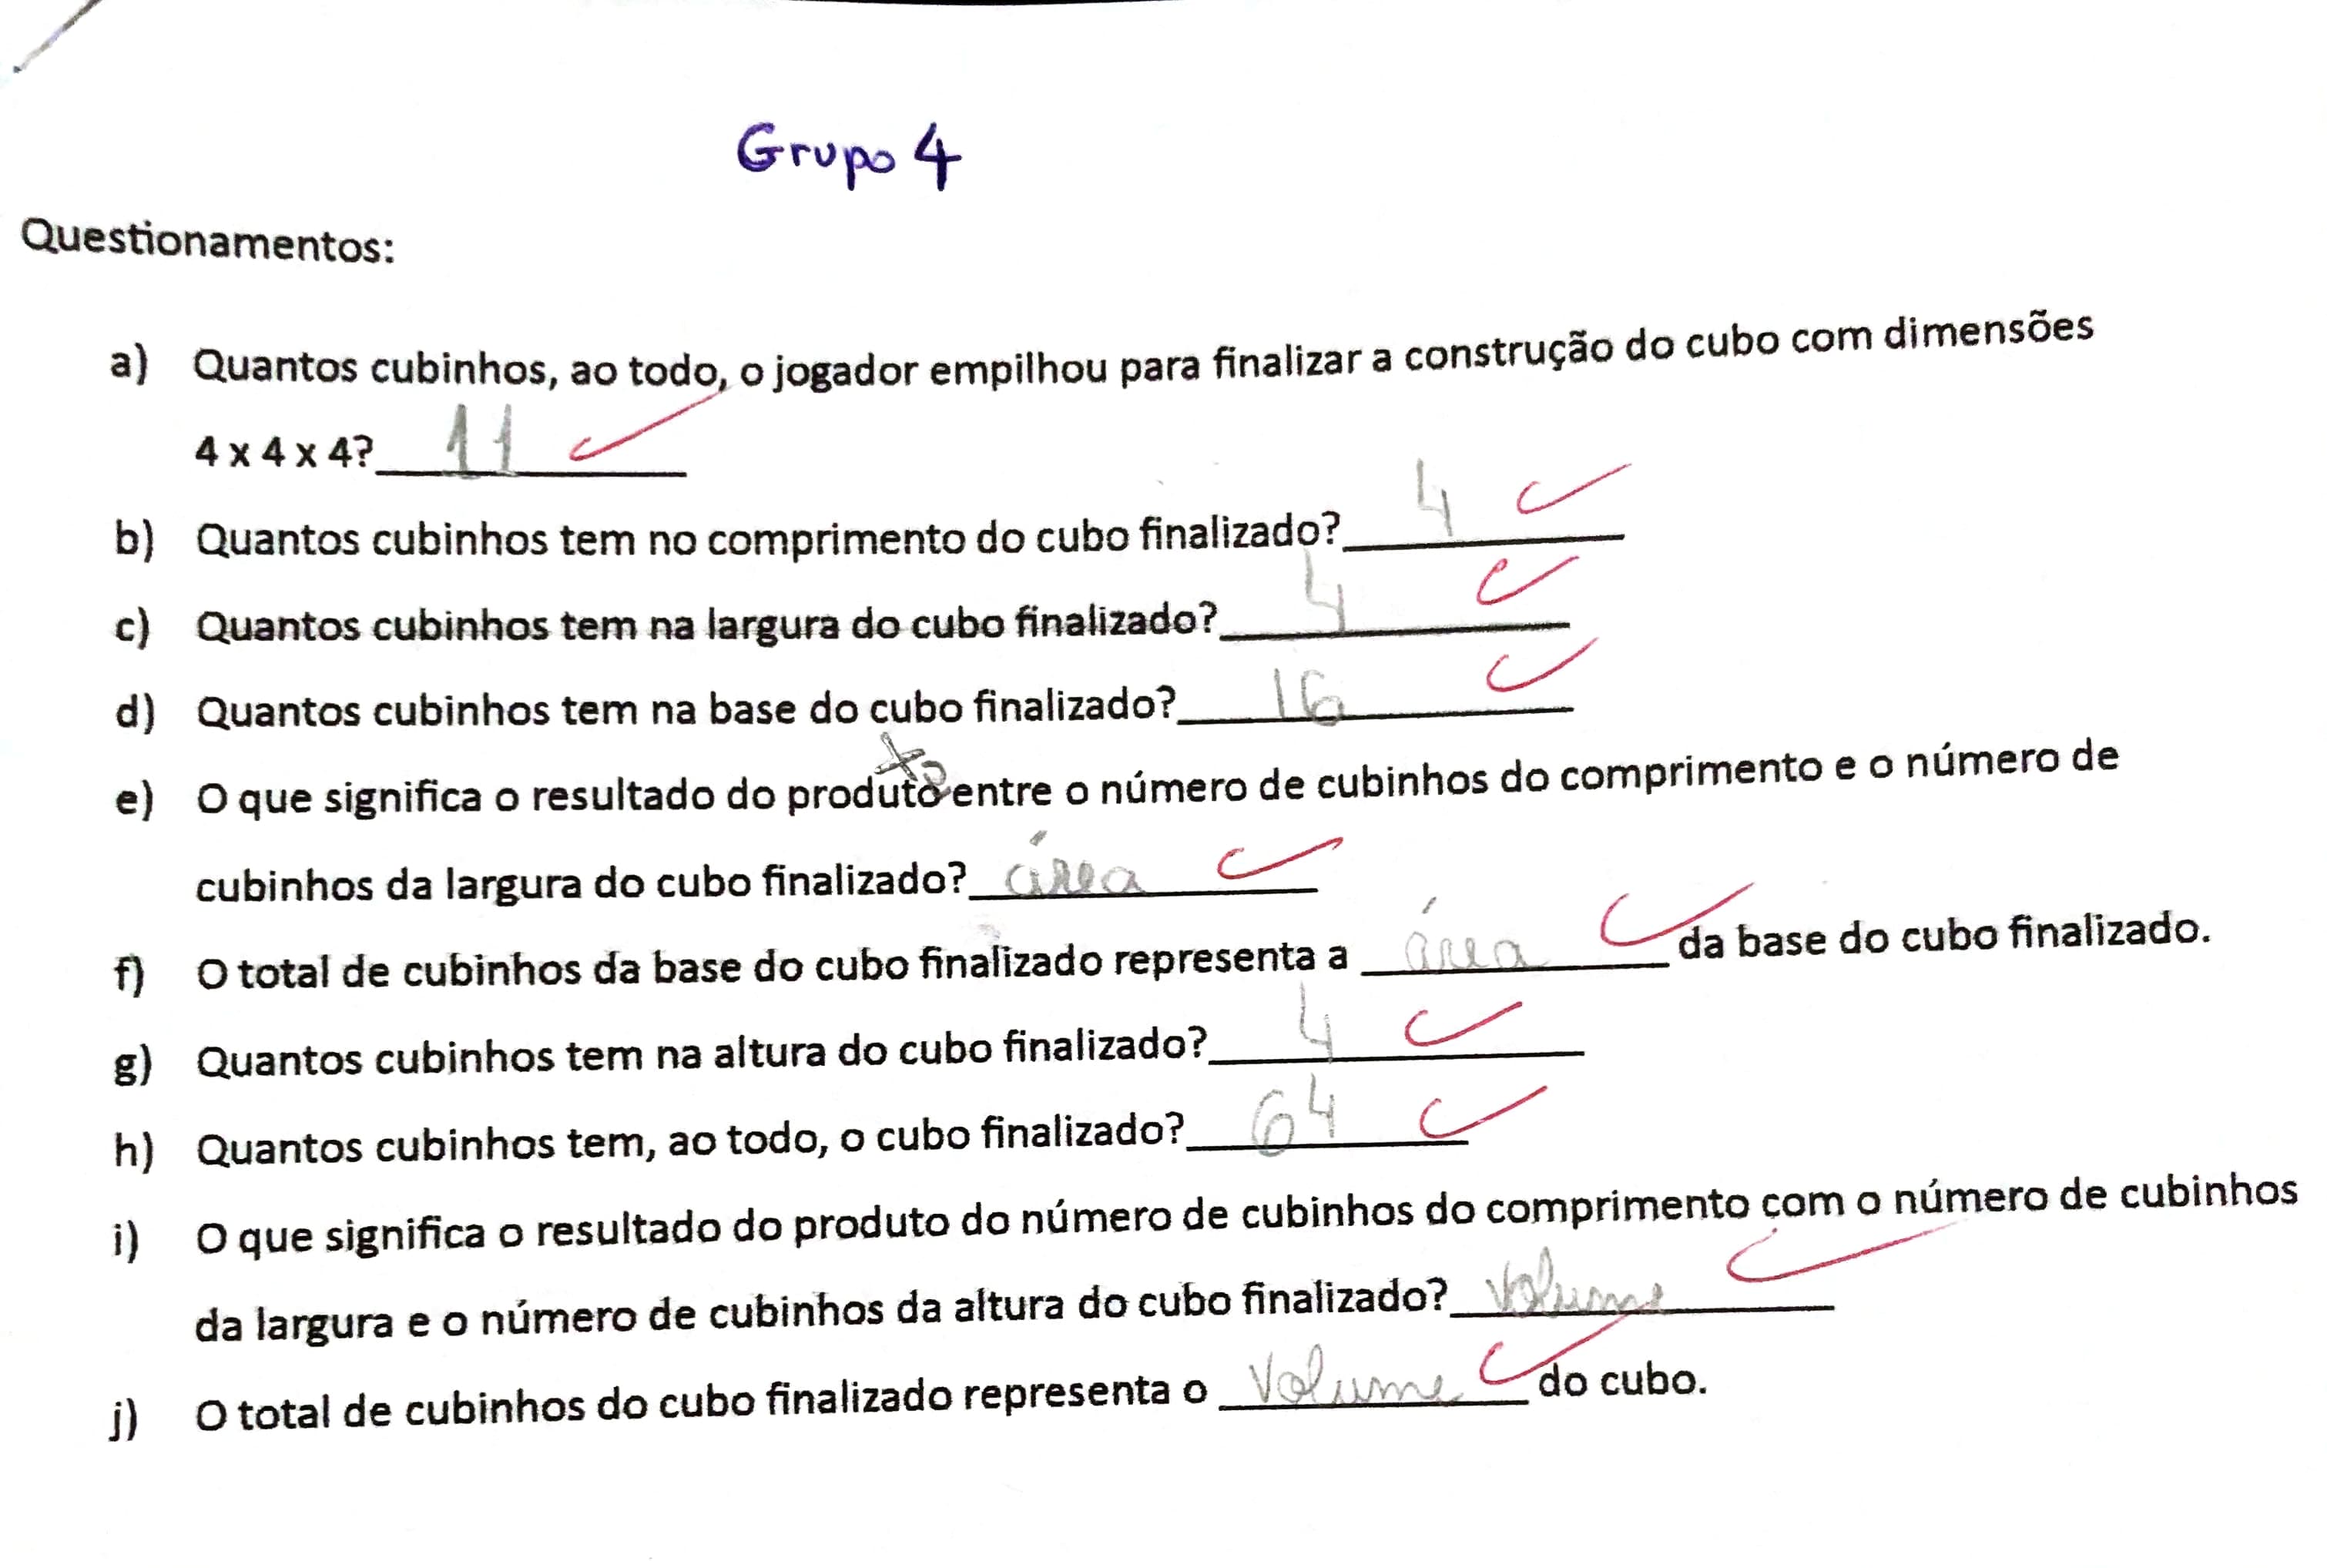 Grupo 4
Questionamentos:
a) Quantos cubinhos, ao todo, o jogador empilhou para finalizar a construção do cubo com dimensões
4 x 4 x 4? 11
b) Quantos cubinhos tem no comprimento do cubo finalizado? 4
c) Quantos cubinhos tem na largura do cubo finalizado? 4
d) Quantos cubinhos tem na base do cubo finalizado? 16
e) O que significa o resultado do produto entre o número de cubinhos do comprimento e o número de
cubinhos da largura do cubo finalizado? área
f) O total de cubinhos da base do cubo finalizado representa a área da base do cubo finalizado.
g) Quantos cubinhos tem na altura do cubo finalizado? 4
h) Quantos cubinhos tem, ao todo, o cubo finalizado? 64
i) O que significa o resultado do produto do número de cubinhos do comprimento com o número de cubinhos
da largura e o número de cubinhos da altura do cubo finalizado? Volume
j) O total de cubinhos do cubo finalizado representa o Volume do cubo.